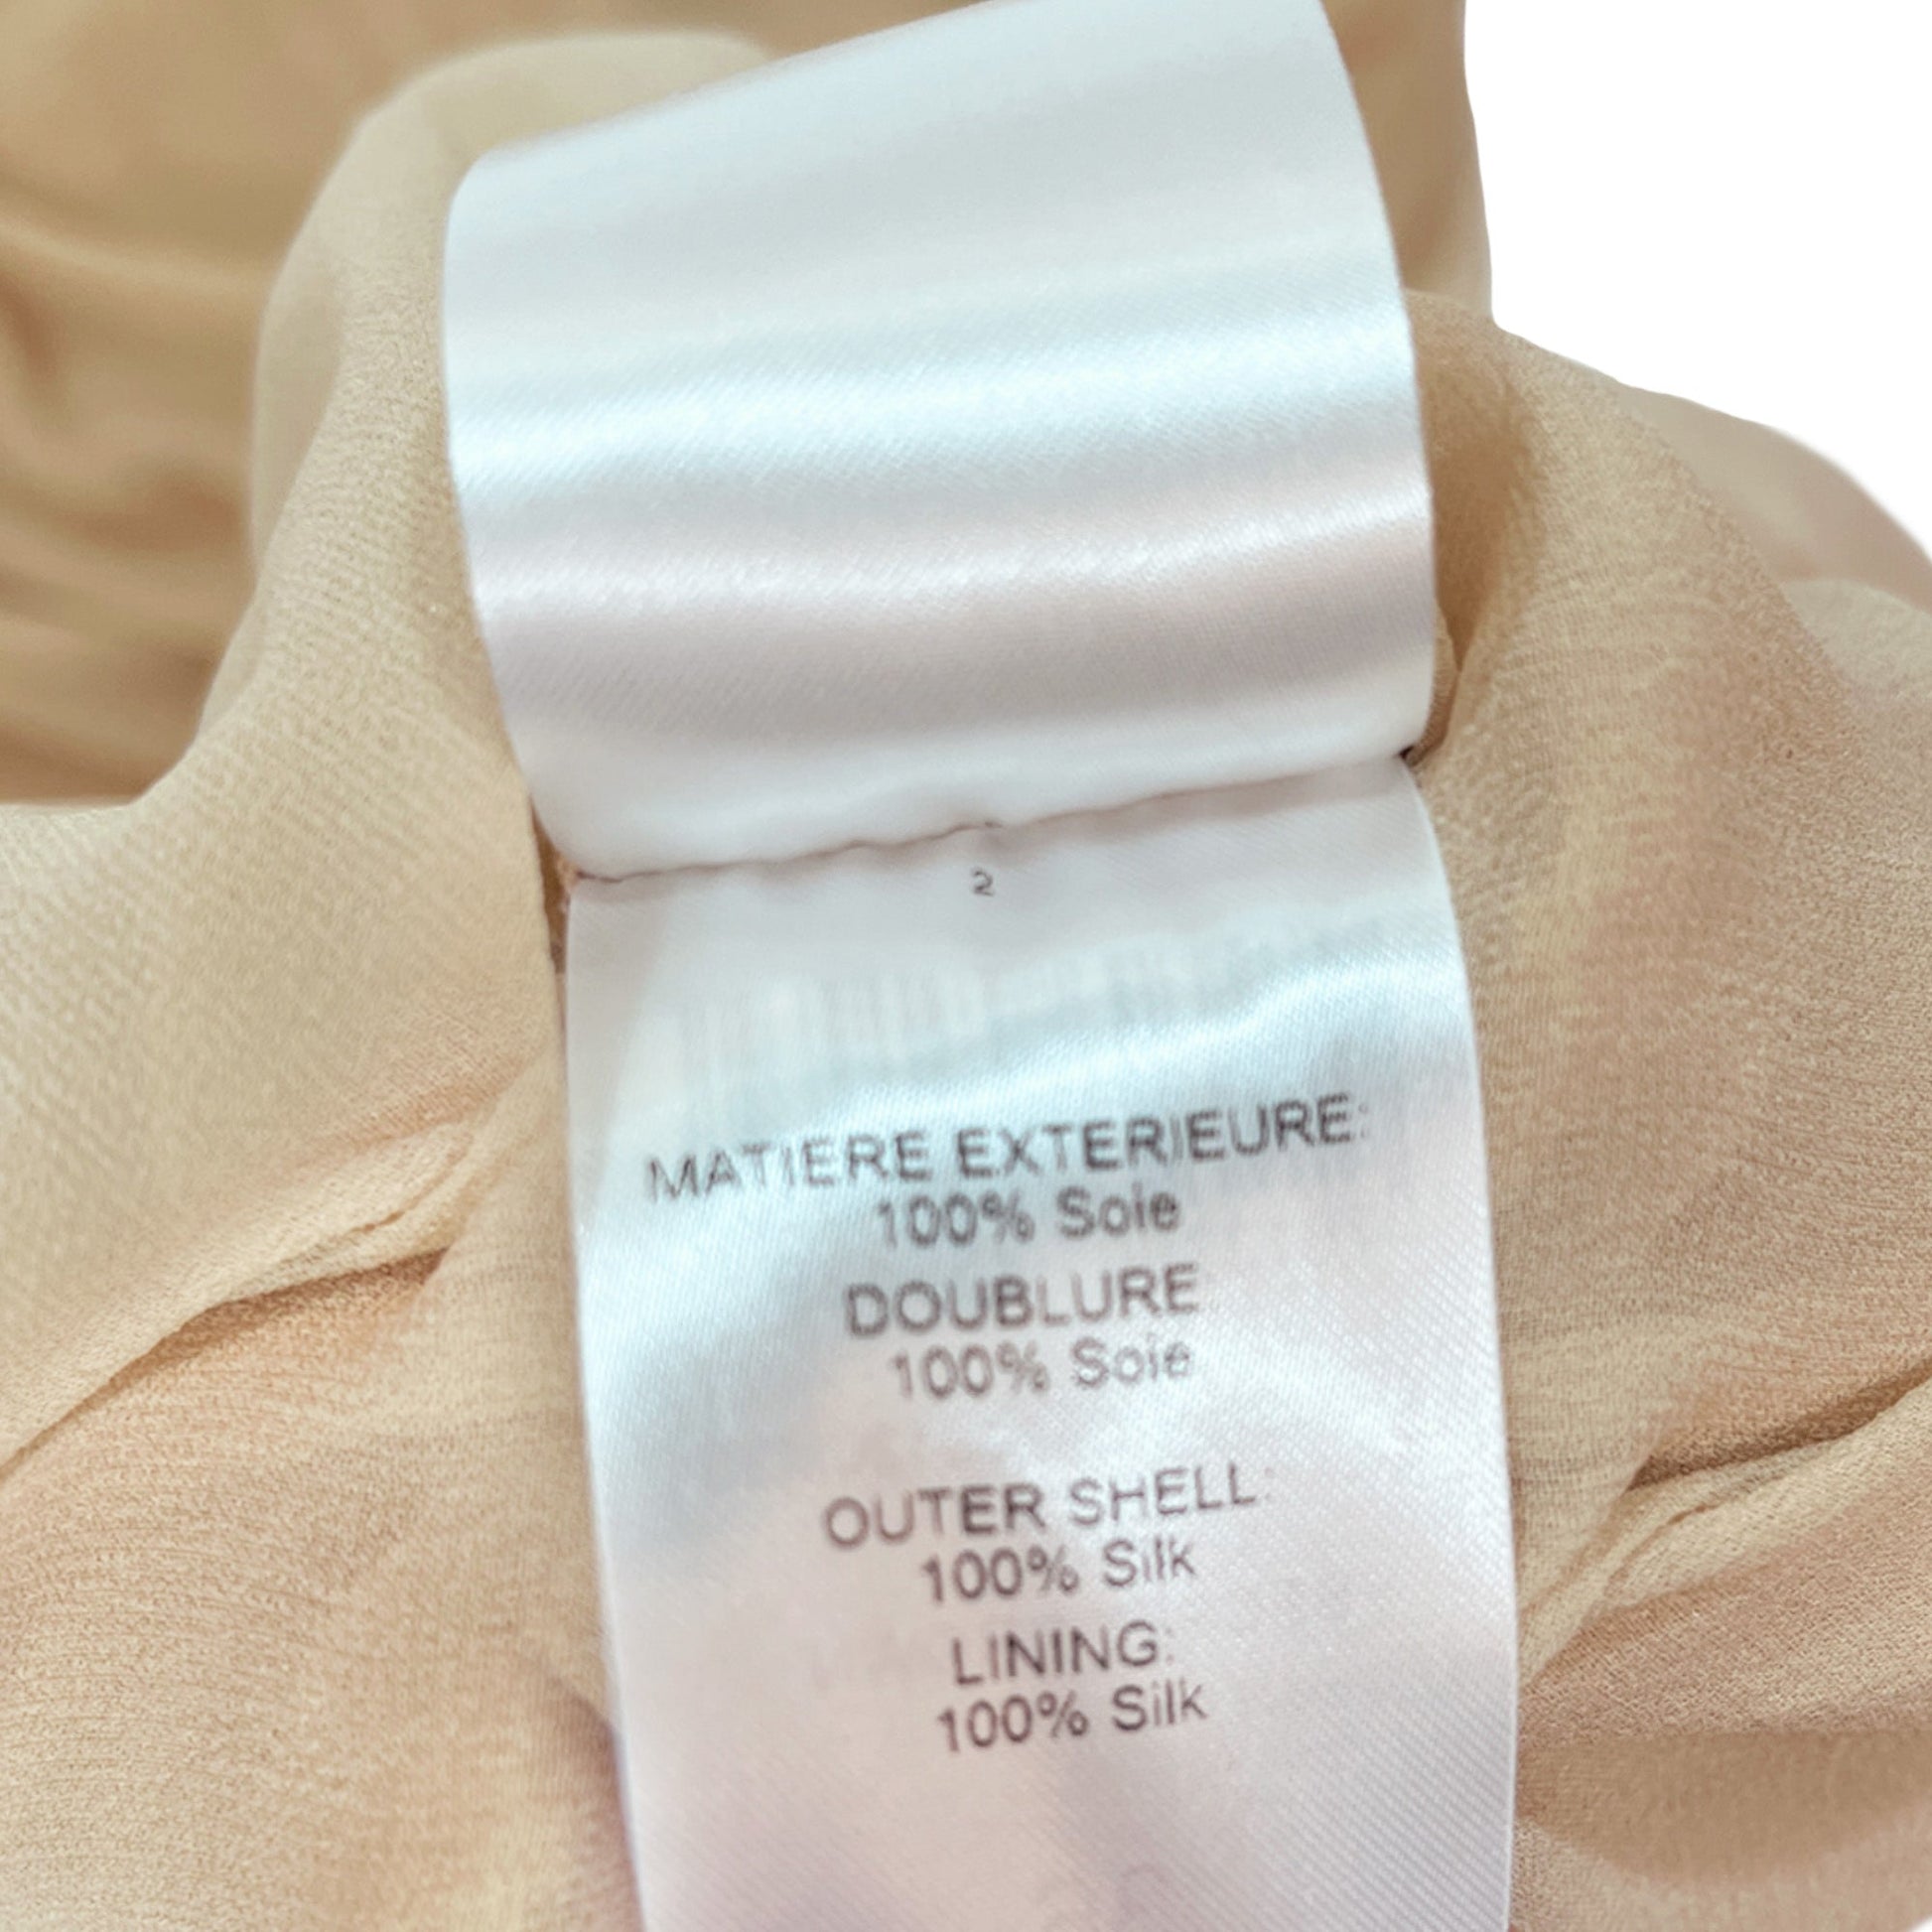 2
MATIERE EXTERIEURE:
100% Soie
DOUBLURE
100% Soie
OUTER SHELL:
100% Silk
LINING:
100% Silk